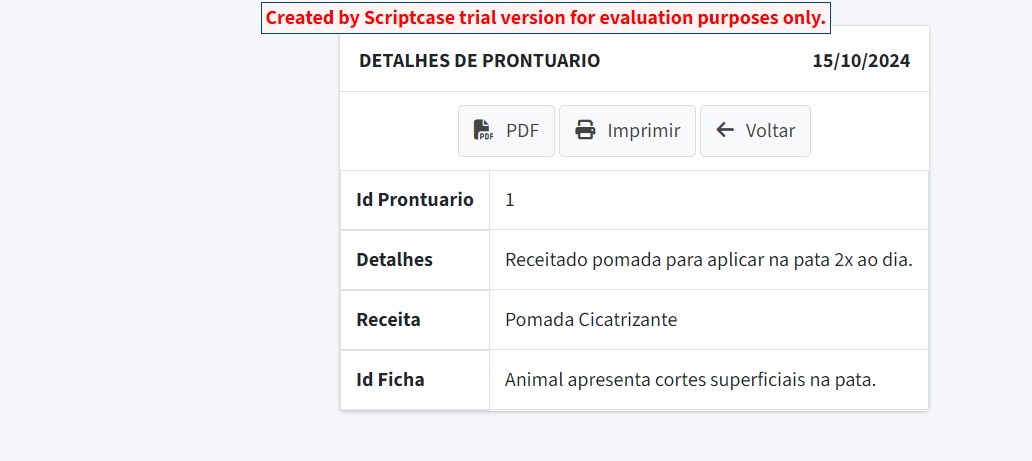 Created by Scriptcase trial version for evaluation purposes only.
DETALHES DE PRONTUARIO 15/10/2024
PDF Imprimir Voltar
Id Prontuario 1
Detalhes Receitado pomada para aplicar na pata 2x ao dia.
Receita Pomada Cicatrizante
Id Ficha Animal apresenta cortes superficiais na pata.